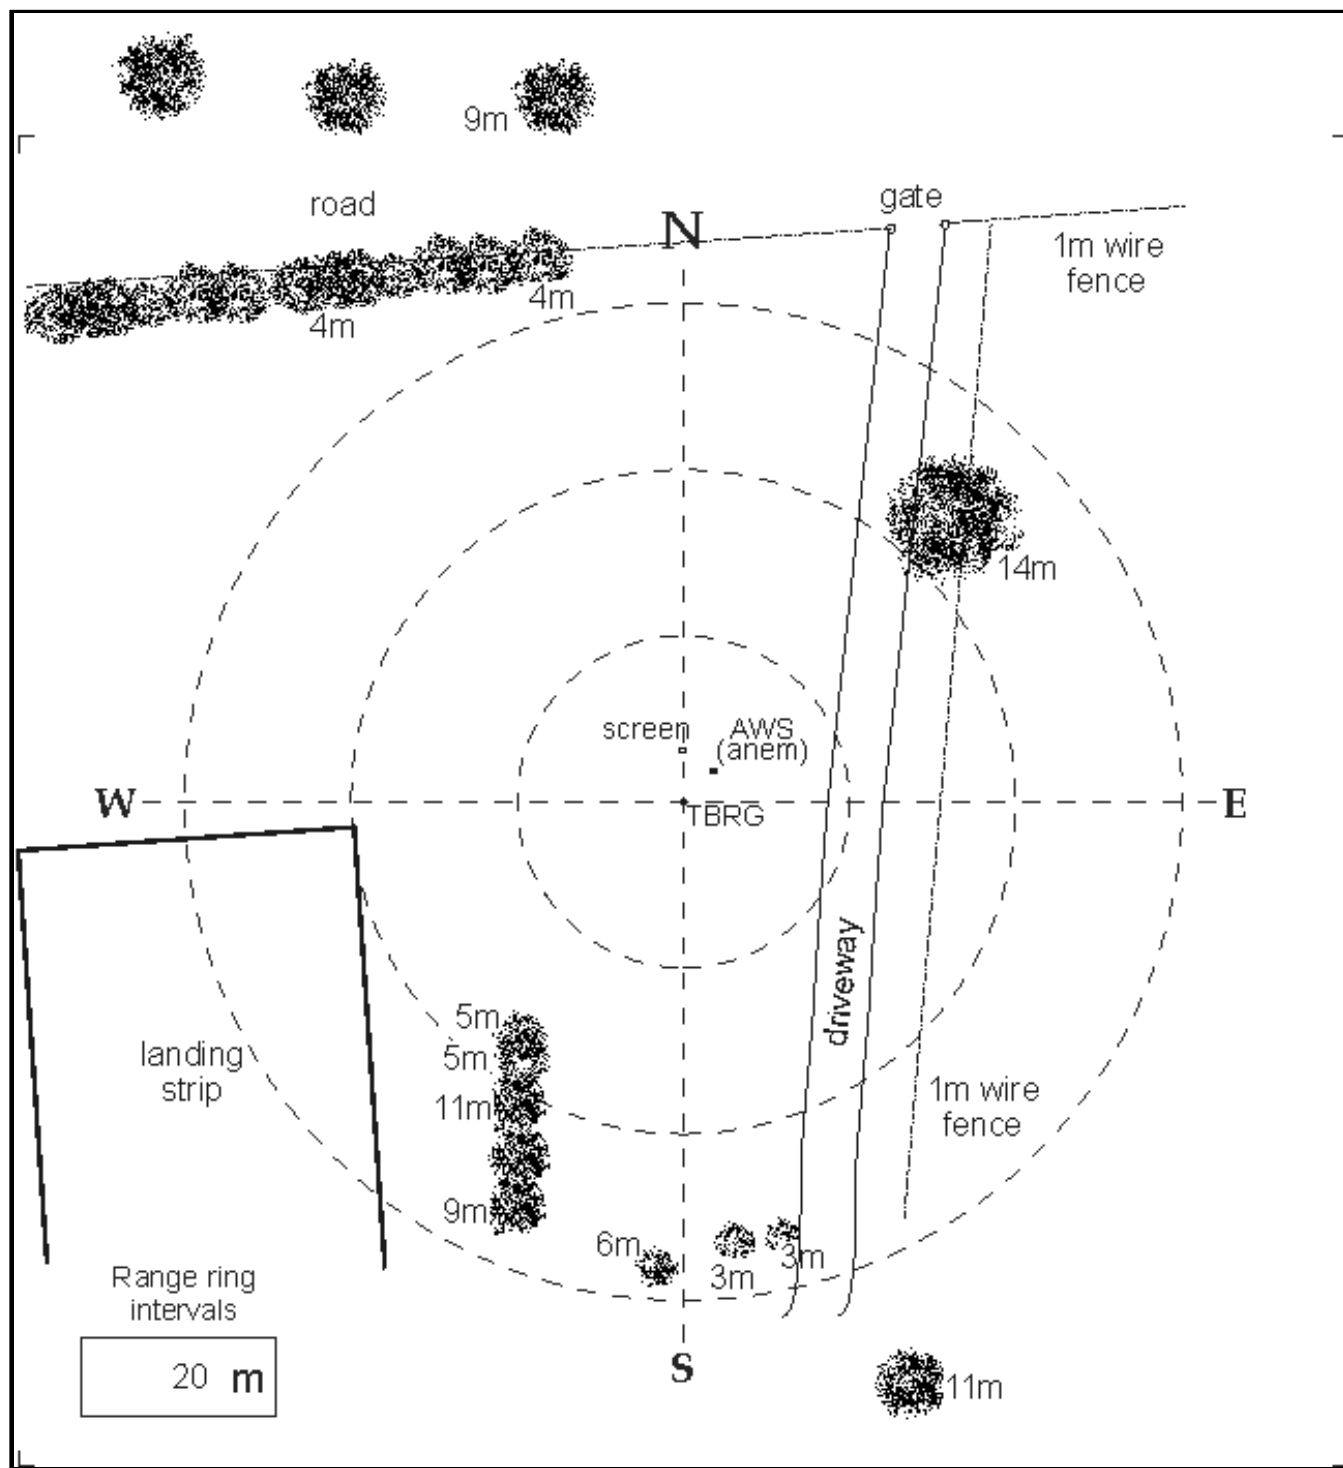 9m
road
gate
N
1m wire
fence
4m
4m
14m
screen
AWS
(anem)
W
TBRG
E
driveway
5m
5m
11m
landing
strip
1m wire
fence
9m
6m
3m
3m
Range ring
intervals
20 m
S
11m